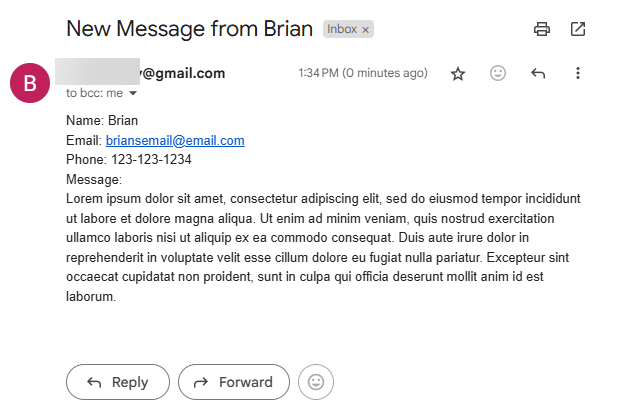 New Message from Brian Inbox x
B
y@gmail.com 1:34 PM (0 minutes ago)
to bcc: me
Name: Brian
Email: briansemail@email.com
Phone: 123-123-1234
Message:
Lorem ipsum dolor sit amet, consectetur adipiscing elit, sed do eiusmod tempor incididunt
ut labore et dolore magna aliqua. Ut enim ad minim veniam, quis nostrud exercitation
ullamco laboris nisi ut aliquip ex ea commodo consequat. Duis aute irure dolor in
reprehenderit in voluptate velit esse cillum dolore eu fugiat nulla pariatur. Excepteur sint
occaecat cupidatat non proident, sunt in culpa qui officia deserunt mollit anim id est
laborum.
Reply Forward